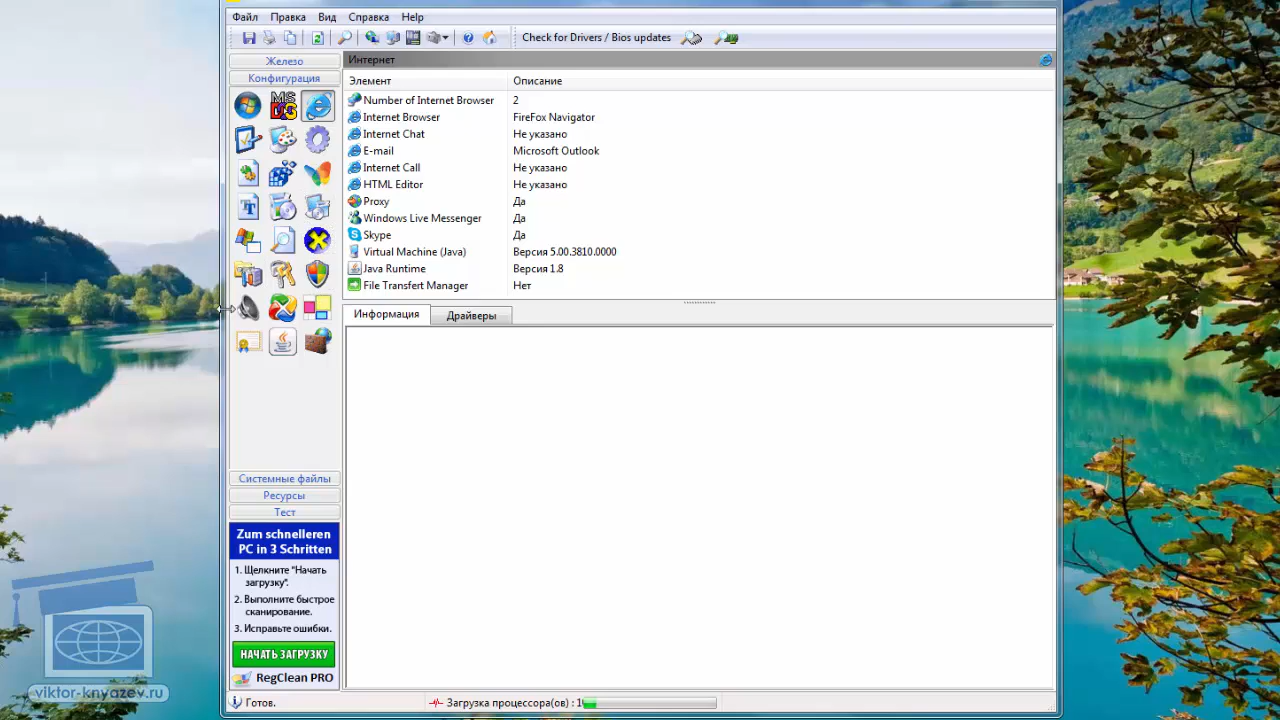 Файл Правка Вид Справка Help
Check for Drivers / Bios updates
Железо
Конфигурация
MS
Интернет
Элемент Описание
Number of Internet Browser 2
Internet Browser FireFox Navigator
Internet Chat Не указано
E-mail Microsoft Outlook
Internet Call Не указано
HTML Editor Не указано
Proxy Да
Windows Live Messenger Да
Skype Да
Virtual Machine (Java) Версия 5.00.3810.0000
Java Runtime Версия 1.8
File Transfert Manager Нет
Информация Драйверы
Системные файлы
Ресурсы
Тест
Zum schnelleren
PC in 3 Schritten
1. Щелкните "Начать
загрузку".
2. Выполните быстрое
сканирование.
3. Исправьте ошибки.
НАЧАТЬ ЗАГРУЗКУ
RegClean PRO
Готов.
Загрузка процессора(ов) :
viktor-knyazev.ru